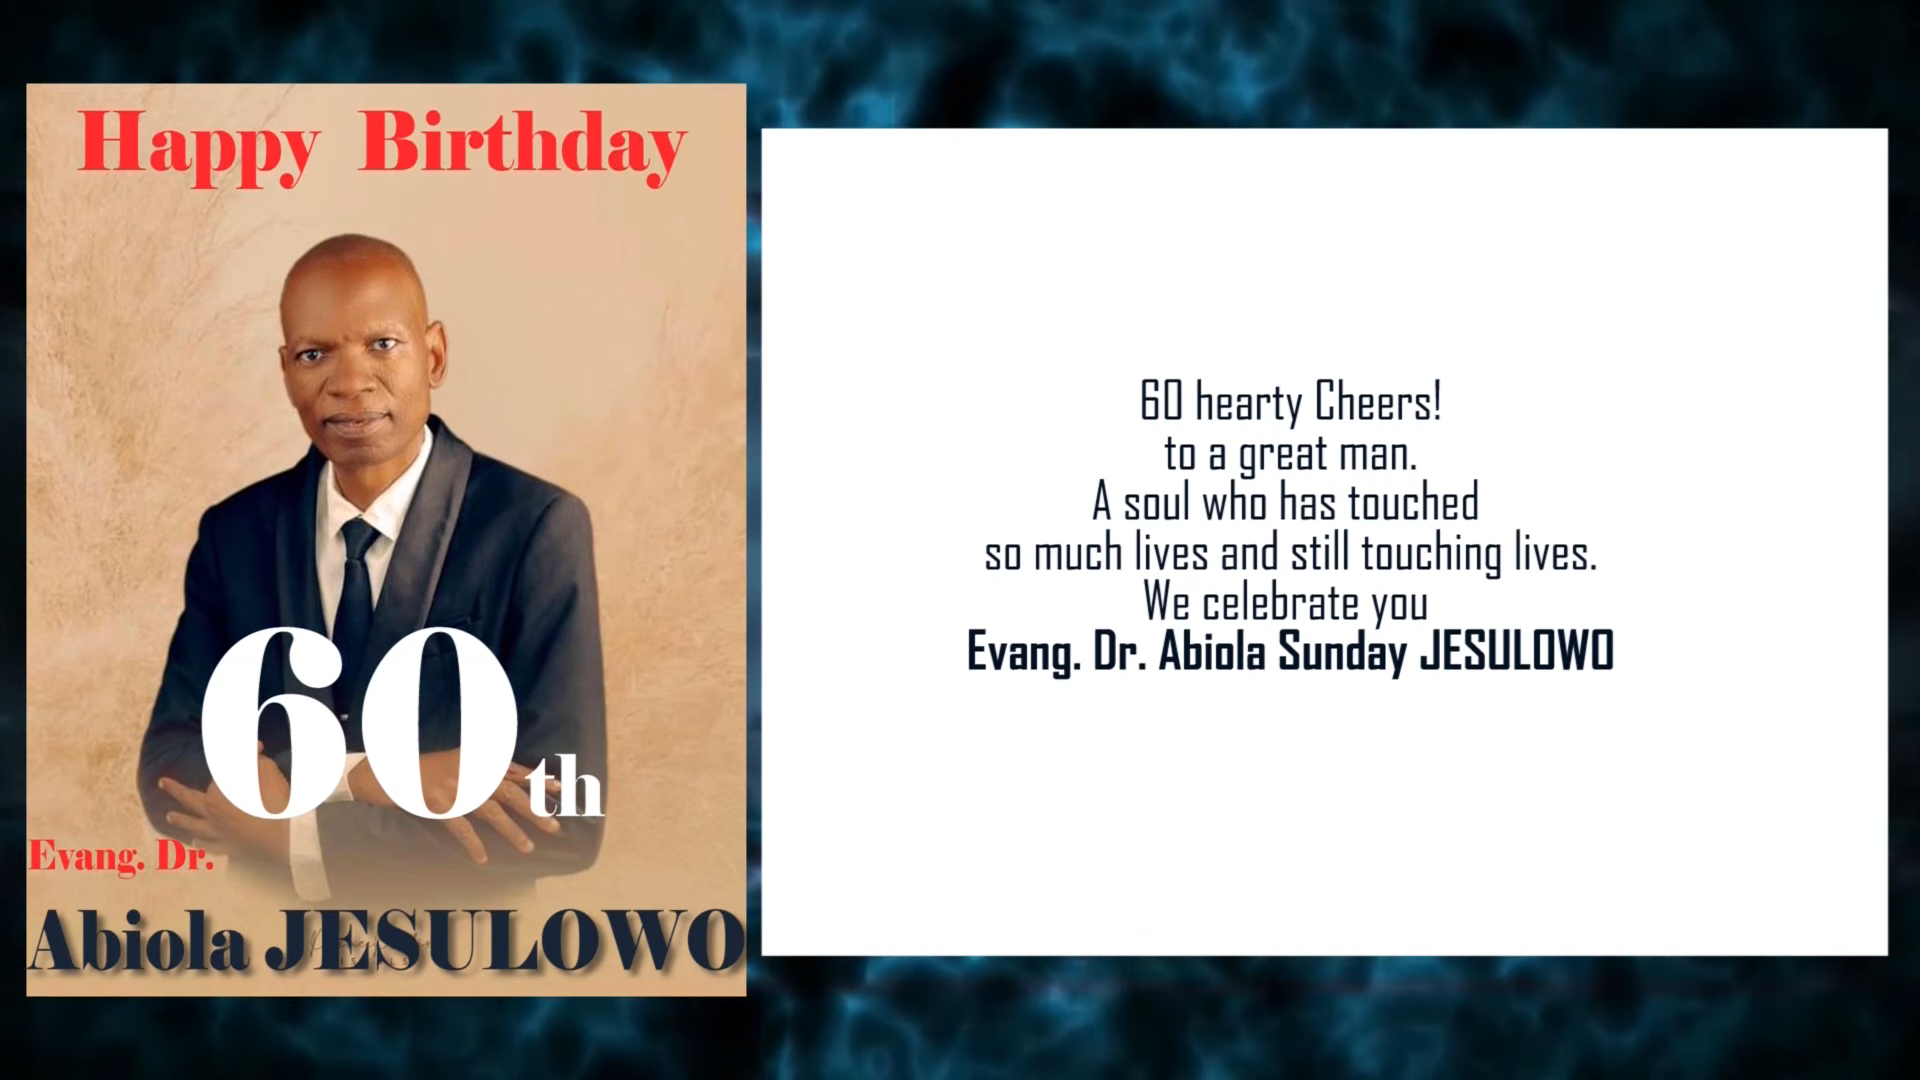 Happy Birthday
60th
Evang. Dr.
Abiola JESULOWO
60 hearty Cheers!
to a great man.
A soul who has touched
so much lives and still touching lives.
We celebrate you
Evang. Dr. Abiola Sunday JESULOWO